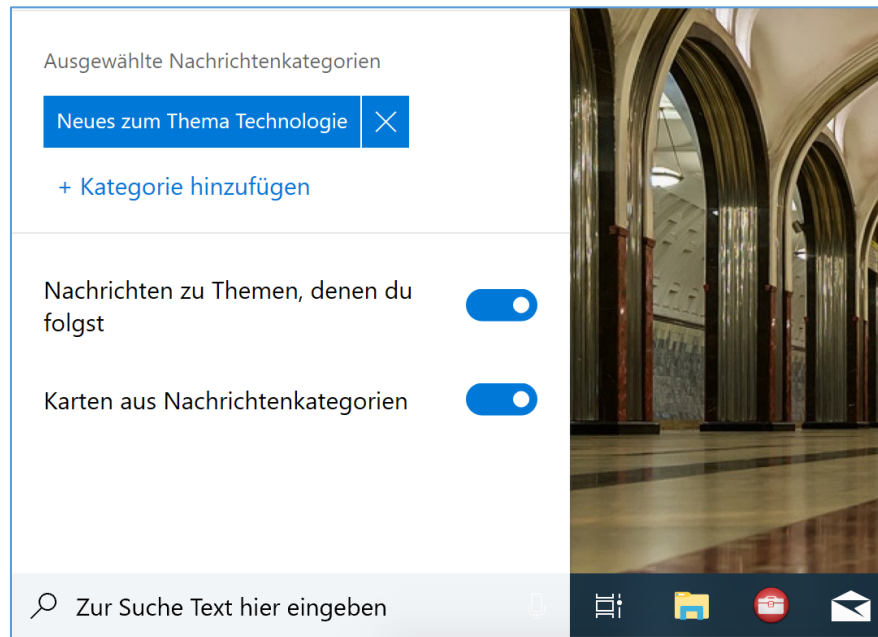 Ausgewählte Nachrichtenkategorien
Neues zum Thema Technologie
+ Kategorie hinzufügen
Nachrichten zu Themen, denen du
folgst
Karten aus Nachrichtenkategorien
Zur Suche Text hier eingeben